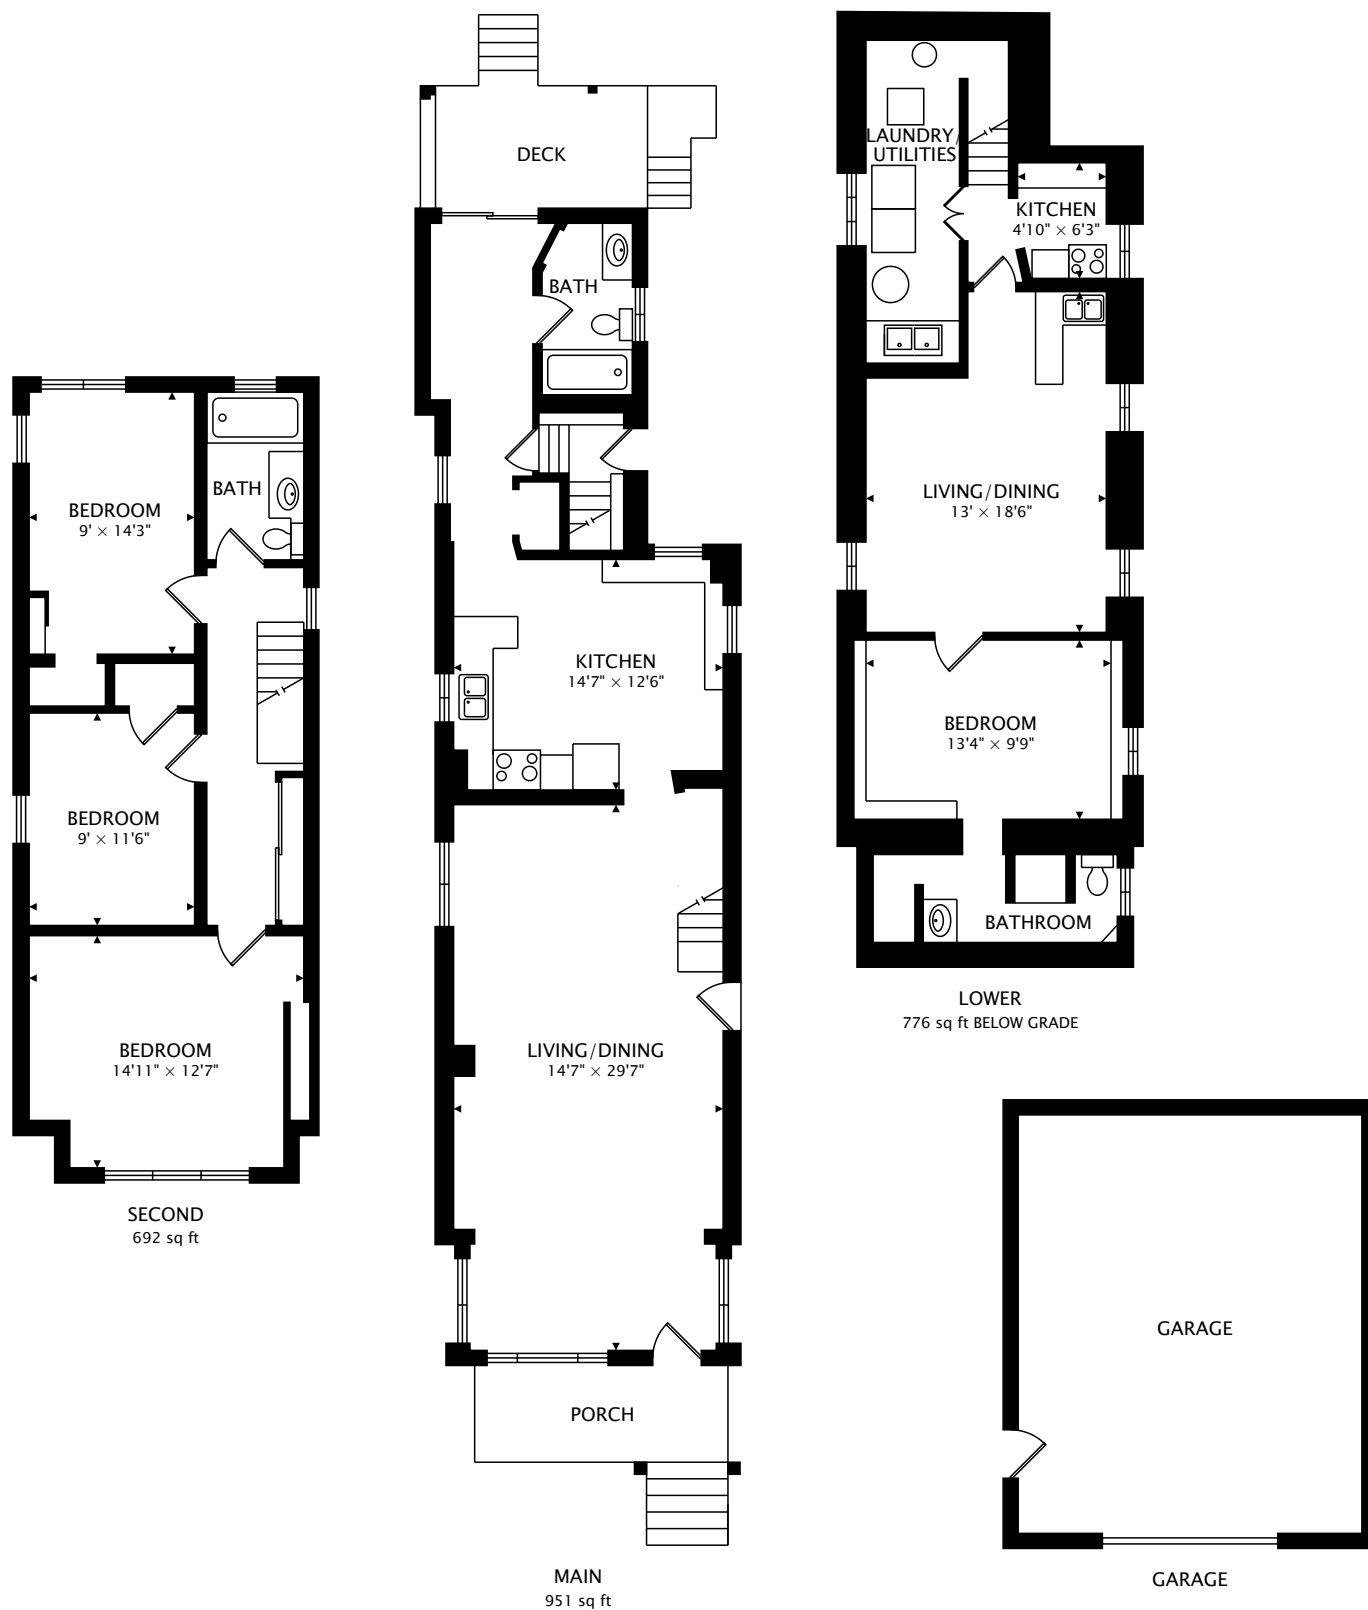 BEDROOM
9' × 14'3"
BATH
BEDROOM
9' × 11'6"
BEDROOM
14'11" × 12'7"
SECOND
692 sq ft
DECK
BATH
KITCHEN
14'7" × 12'6"
LIVING/DINING
14'7" × 29'7"
PORCH
MAIN
951 sq ft
LAUNDRY/
UTILITIES
KITCHEN
4'10" × 6'3"
LIVING/DINING
13' × 18'6"
BEDROOM
13'4" × 9'9"
BATHROOM
LOWER
776 sq ft BELOW GRADE
GARAGE
GARAGE